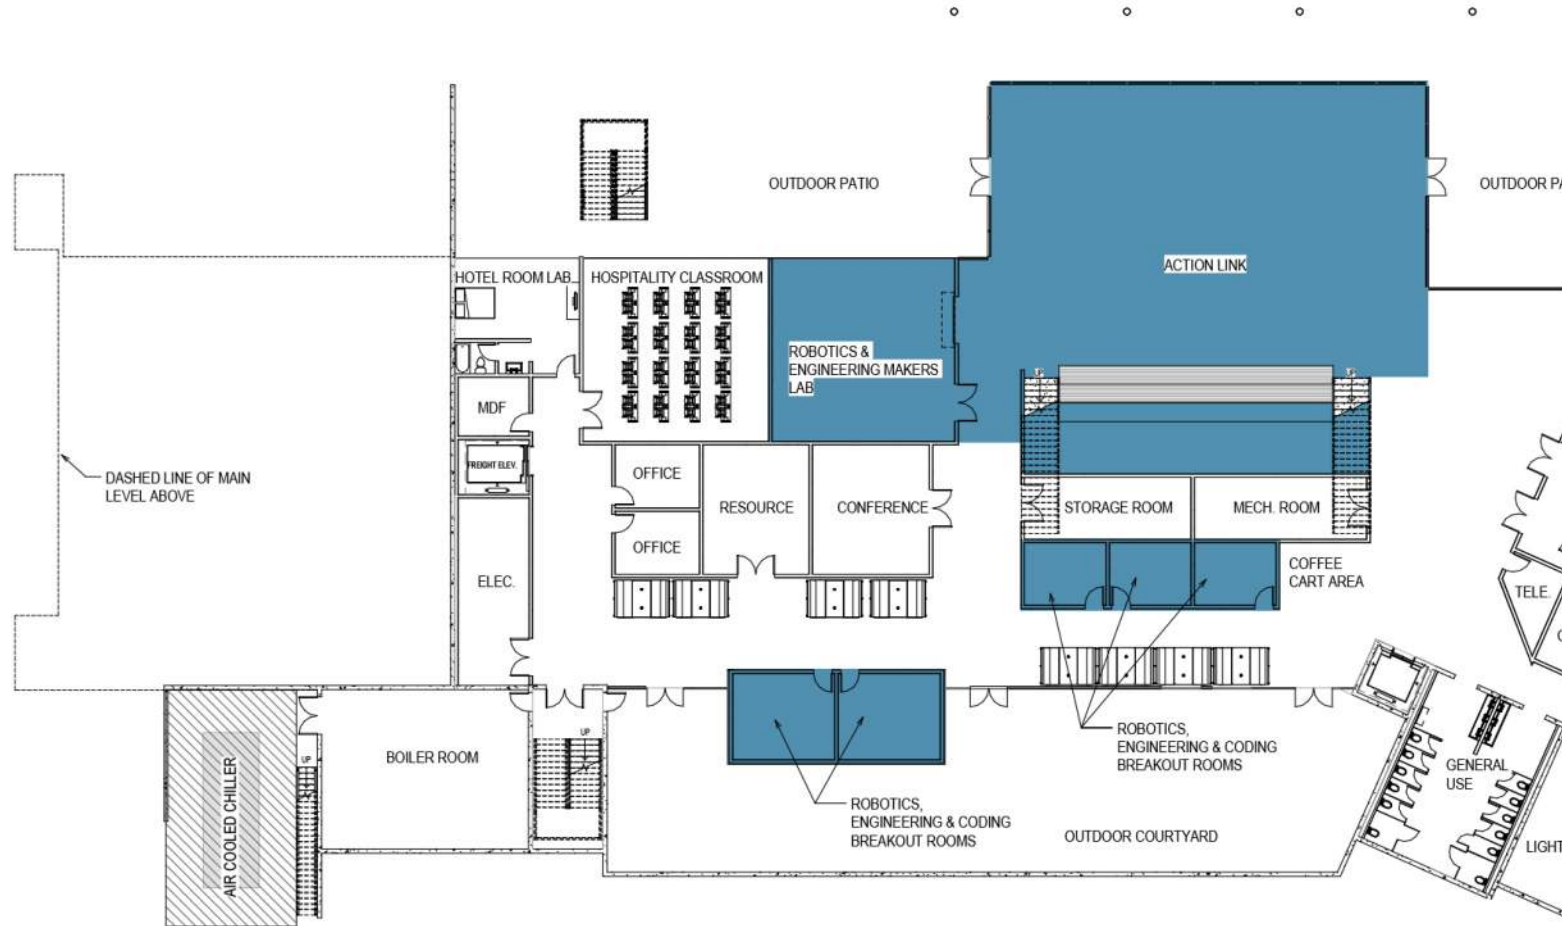 OUTDOOR PATIO
OUTDOOR PA
ACTION LINK
HOTEL ROOM LAB
HOSPITALITY CLASSROOM
ROBOTICS &
ENGINEERING MAKERS
LAB
UP
UP
MDF
FREIGHT ELEV.
DASHED LINE OF MAIN
LEVEL ABOVE
OFFICE
RESOURCE
CONFERENCE
STORAGE ROOM
MECH. ROOM
OFFICE
ELEC.
COFFEE
CART AREA
TELE.
ROBOTICS,
ENGINEERING & CODING
BREAKOUT ROOMS
UP
UP
BOILER ROOM
AIR COOLED CHILLER
GENERAL
USE
ROBOTICS,
ENGINEERING & CODING
BREAKOUT ROOMS
OUTDOOR COURTYARD
LIGHT